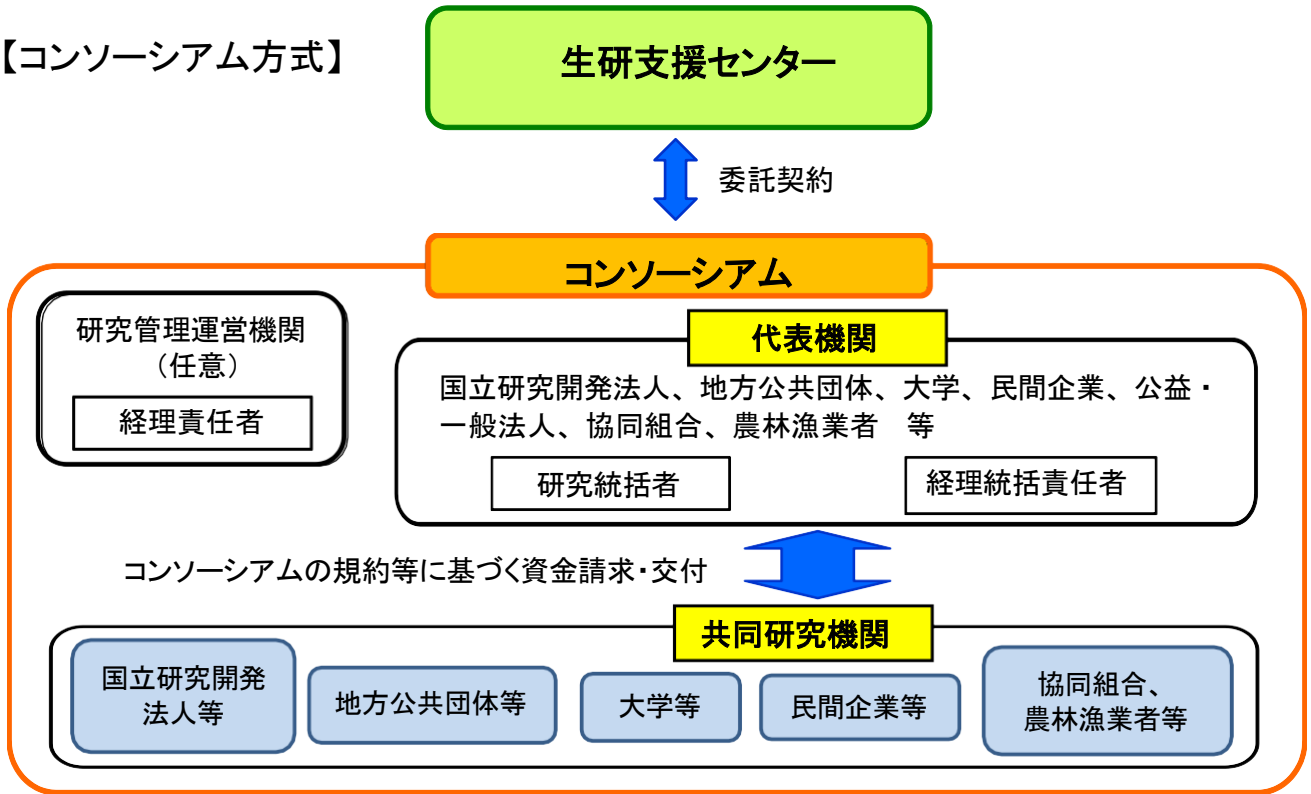 【コンソーシアム方式】
生研支援センター
委託契約
コンソーシアム
研究管理運営機関
（任意）
経理責任者
代表機関
国立研究開発法人、地方公共団体、大学、民間企業、公益・
一般法人、協同組合、農林漁業者　等
研究統括者
経理統括責任者
コンソーシアムの規約等に基づく資金請求・交付
共同研究機関
国立研究開発
法人等
地方公共団体等
大学等
民間企業等
協同組合、
農林漁業者等